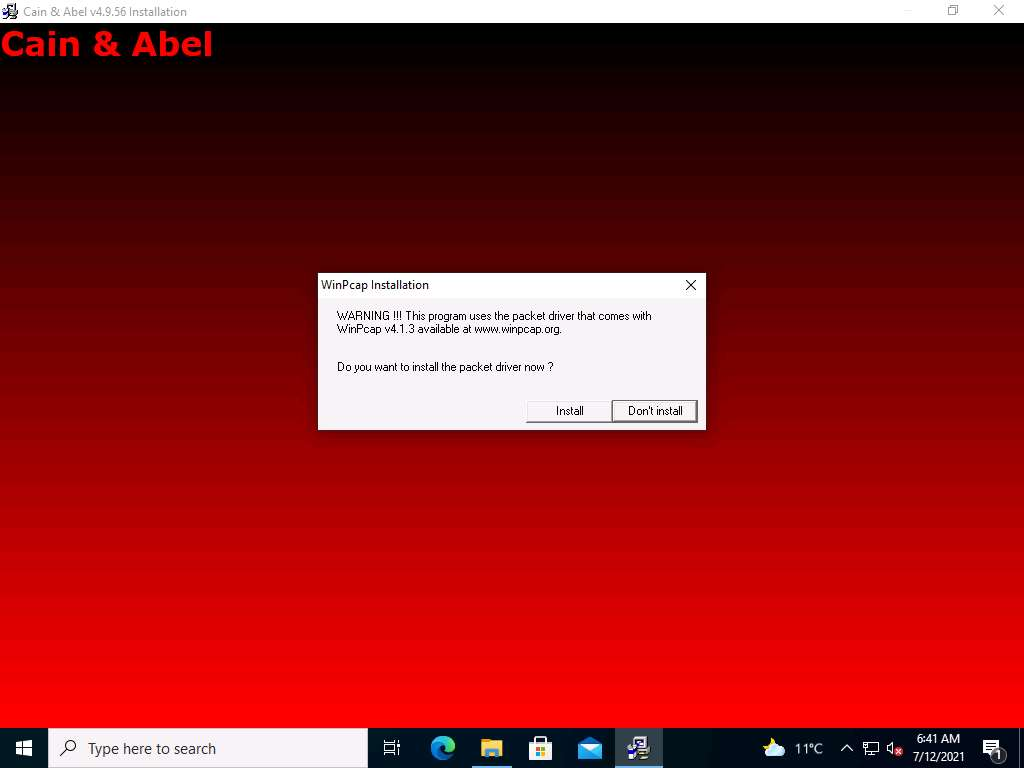 Cain & Abel v4.9.56 Installation
Cain & Abel
WinPcap Installation
WARNING !!! This program uses the packet driver that comes with
WinPcap v4.1.3 available at www.winpcap.org.
Do you want to install the packet driver now ?
Install
Don't install
Type here to search
11°C
6:41 AM
7/12/2021
1